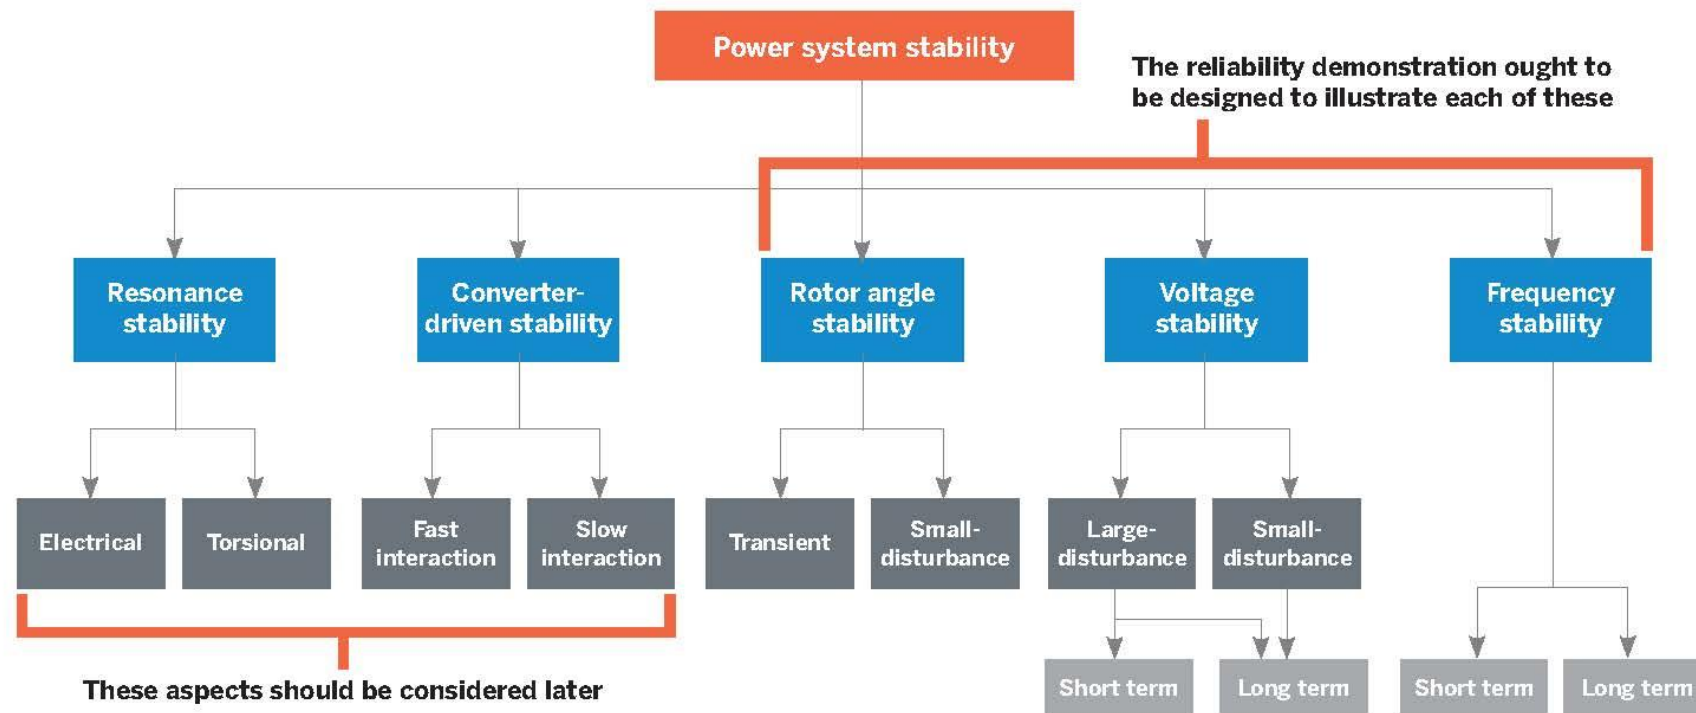 Power system stability
The reliability demonstration ought to
be designed to illustrate each of these
Resonance
stability
Converter-
driven stability
Rotor angle
stability
Voltage
stability
Frequency
stability
Electrical
Torsional
Fast
interaction
Slow
interaction
Transient
Small-
disturbance
Large-
disturbance
Small-
disturbance
Short term
Long term
Short term
Long term
These aspects should be considered later